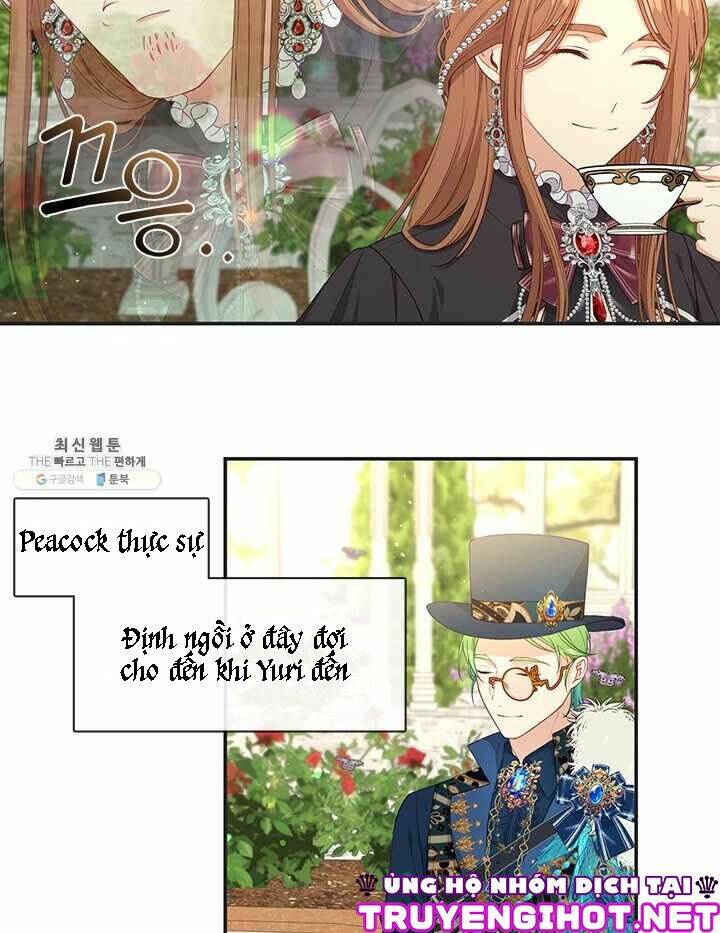 끄응..
최신웹툰
THE 빠르고 THE 편하게
구글검색 툰북
Peacock thực sự
Định ngồi ở đây đợi
cho đến khi Yuri đến
ỦNG HỘ NHÓM DỊCH TẠI
TRUYENGIHOT.NET